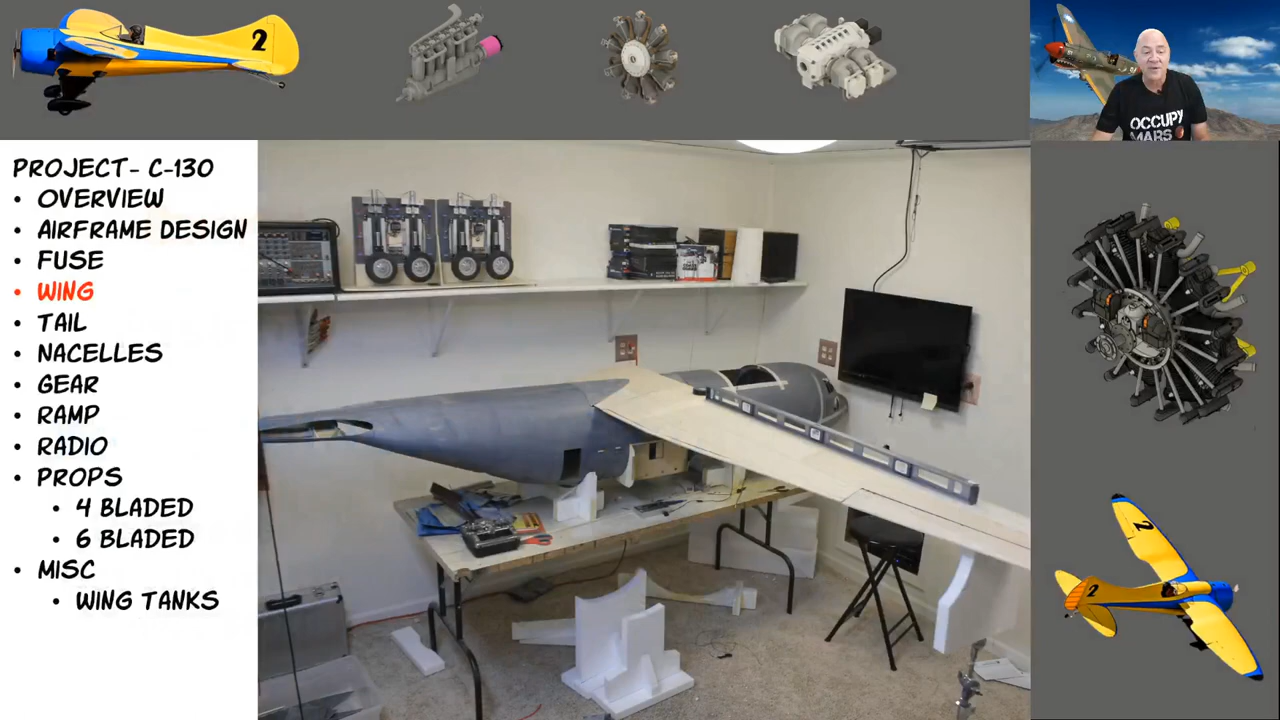 2
OCCUPY
MARS
PROJECT- C-130
• OVERVIEW
• AIRFRAME DESIGN
• FUSE
• WING
• TAIL
• NACELLES
• GEAR
• RAMP
• RADIO
• PROPS
• 4 BLADED
• 6 BLADED
• MISC
• WING TANKS
2
2